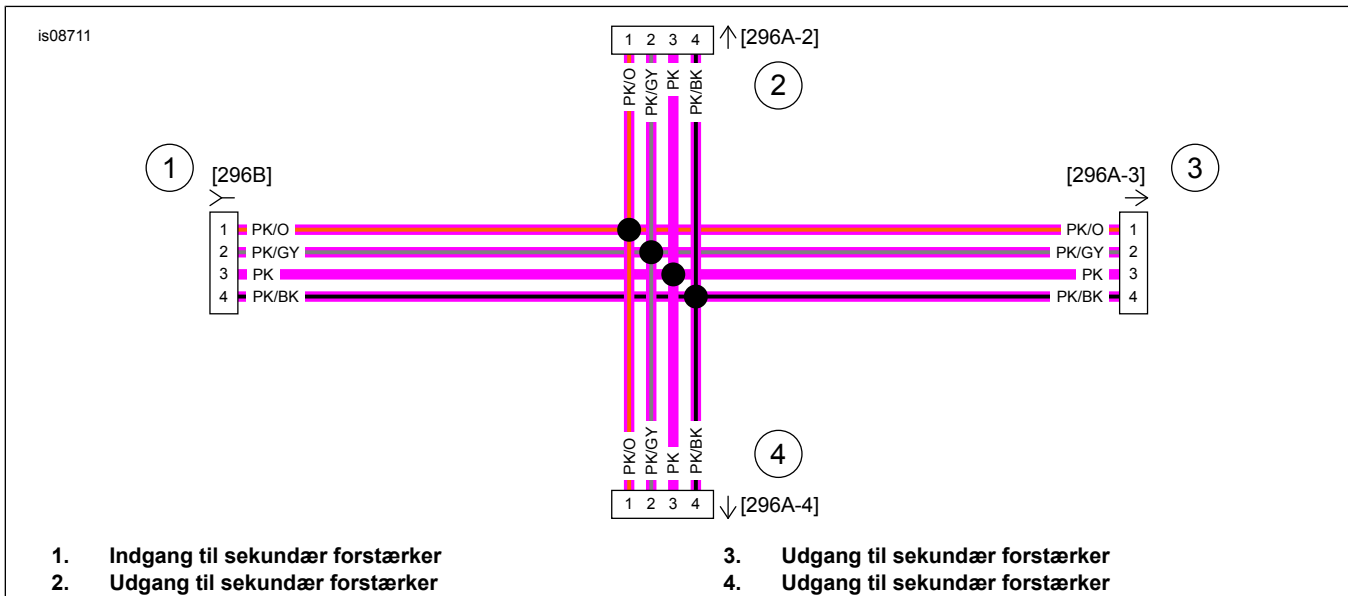 is08711
1 2 3 4
[296A-2]
PK/O PK/GY PK PK/BK
2
1
[296B]
[296A-3]
3
1 PK/O
PK/O 1
2 PK/GY
PK/GY 2
3 PK
PK 3
4 PK/BK
PK/BK 4
PK/O PK/GY PK PK/BK
4
1 2 3 4
[296A-4]
1. Indgang til sekundær forstærker
2. Udgang til sekundær forstærker
3. Udgang til sekundær forstærker
4. Udgang til sekundær forstærker